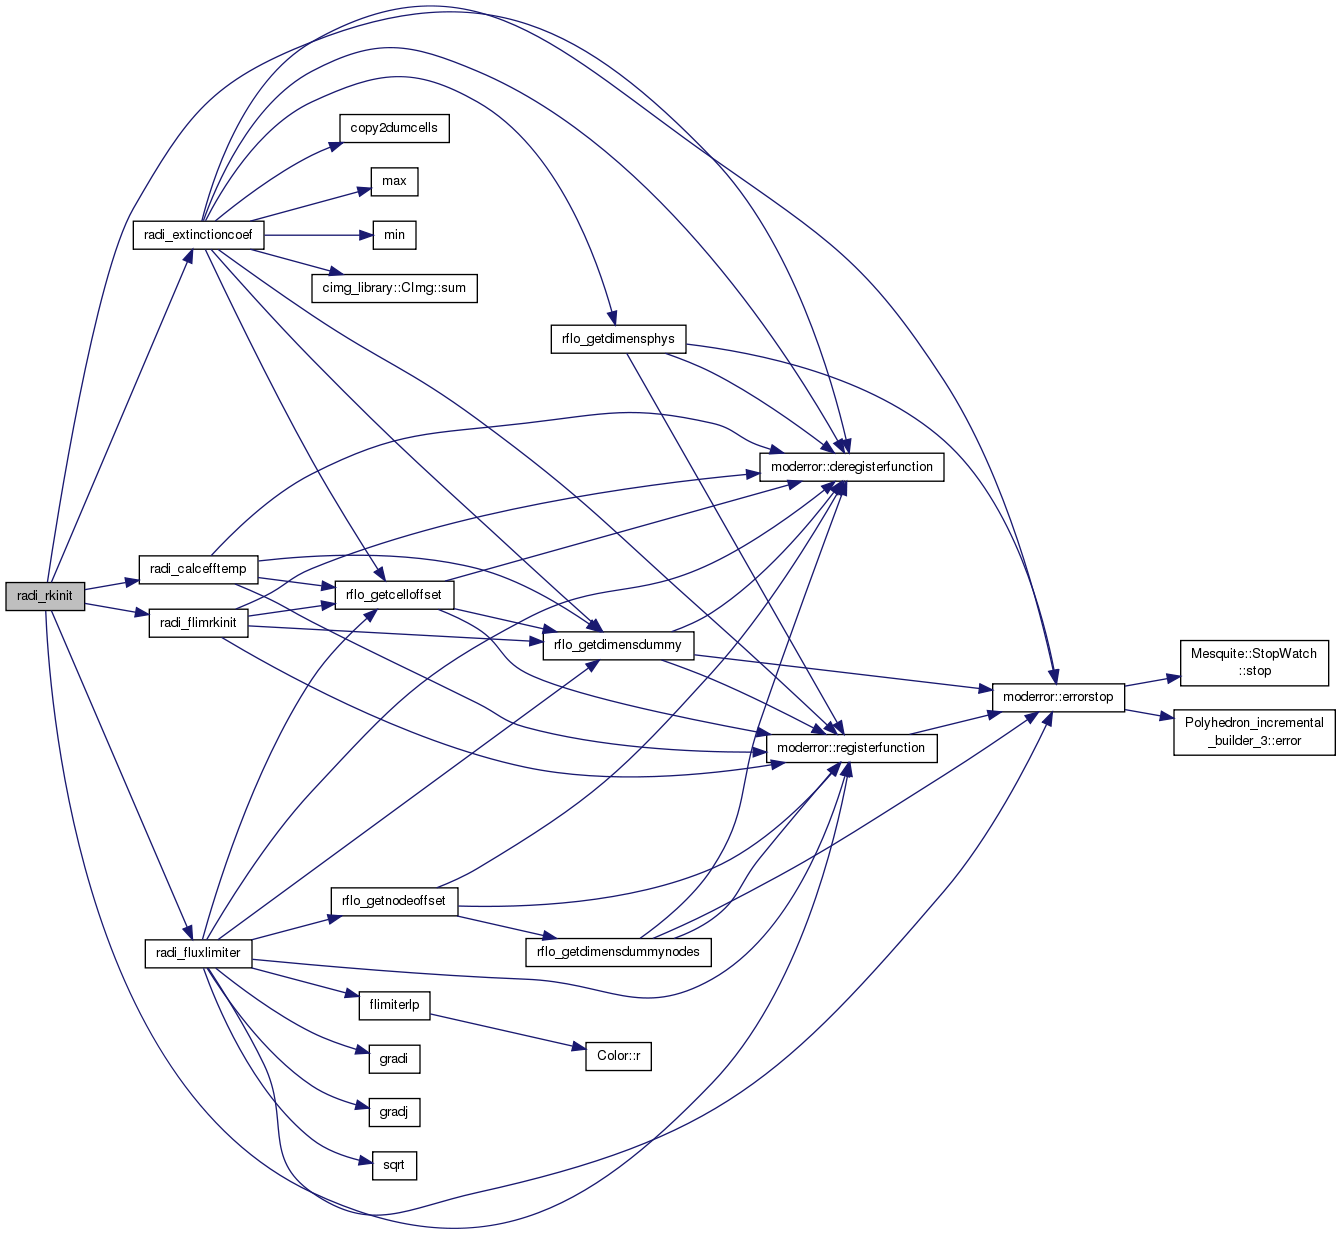 copy2dumcells
max
radi_extinctioncoef
min
cimg_library::CImg::sum
rflo_getdimensphys
moderror::deregisterfunction
radi_calcefftemp
radi_rkinit
rflo_getcelloffset
radi_flimrkinit
rflo_getdimensdummy
Mesquite::StopWatch
::stop
moderror::errorstop
Polyhedron_incremental
_builder_3::error
moderror::registerfunction
rflo_getnodeoffset
radi_fluxlimiter
rflo_getdimensdummynodes
flimiterlp
gradi
Color::r
gradj
sqrt